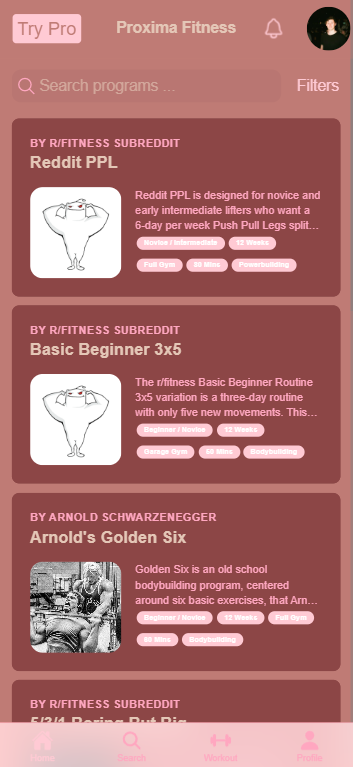 Try Pro
Proxima Fitness
Search programs ...
Filters
BY R/FITNESS SUBREDDIT
Reddit PPL
Reddit PPL is designed for novice and
early intermediate lifters who want a
6-day per week Push Pull Legs split...
Novice / Intermediate
12 Weeks
Full Gym
80 Mins
Powerbuilding
BY R/FITNESS SUBREDDIT
Basic Beginner 3x5
The r/fitness Basic Beginner Routine
3x5 variation is a three-day routine
with only five new movements. This...
Beginner / Novice
12 Weeks
Garage Gym
Mins
Bodybuilding
BY ARNOLD SCHWARZENEGGER
Arnold's Golden Six
Golden Six is an old school
bodybuilding program, centered
around six basic exercises, that Arn...
Beginner / Novice
12 Weeks
Full Gym
Mins
Bodybuilding
BY R/FITNESS SUBREDDIT
5/3/1 Boring But Big
Home
Search
Workout
Profile